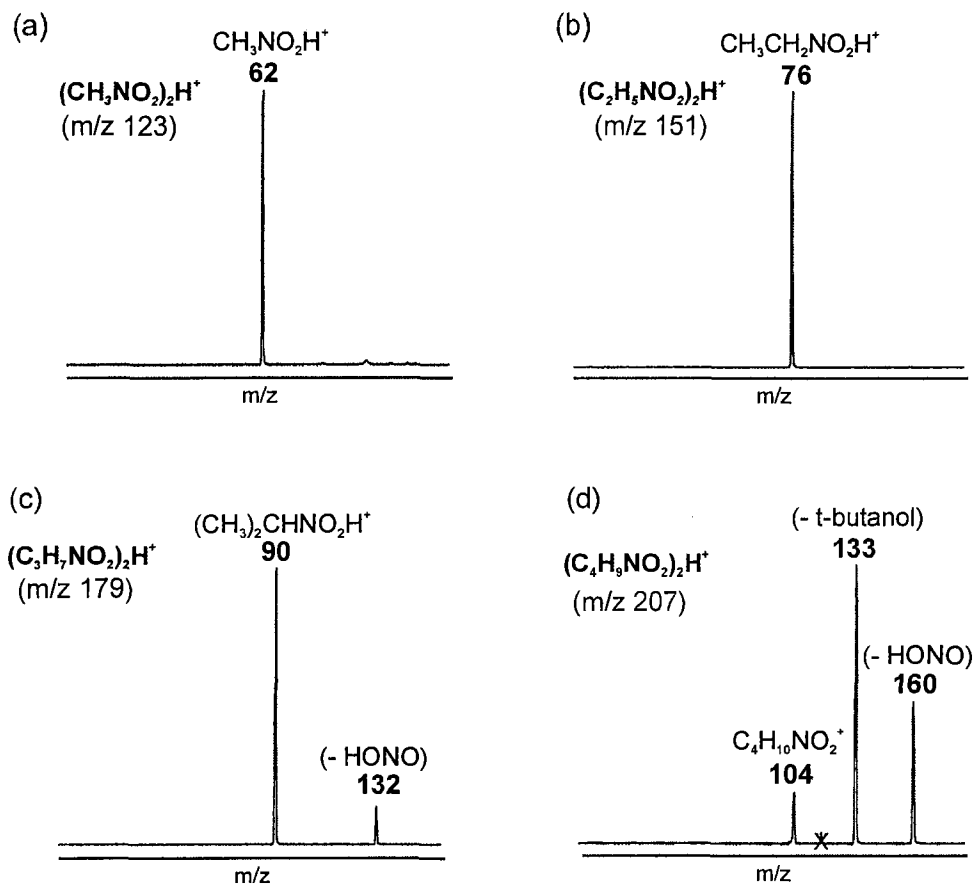 (a)
CH₃NO₂H⁺
62
(CH₃NO₂)₂H⁺
(m/z 123)
m/z
(b)
CH₃CH₂NO₂H⁺
76
(C₂H₅NO₂)₂H⁺
(m/z 151)
m/z
(c)
(CH₃)₂CHNO₂H⁺
90
(C₃H₇NO₂)₂H⁺
(m/z 179)
(- HONO)
132
m/z
(d)
(- t-butanol)
133
(C₄H₉NO₂)₂H⁺
(m/z 207)
(- HONO)
160
C₄H₁₀NO₂⁺
104
m/z